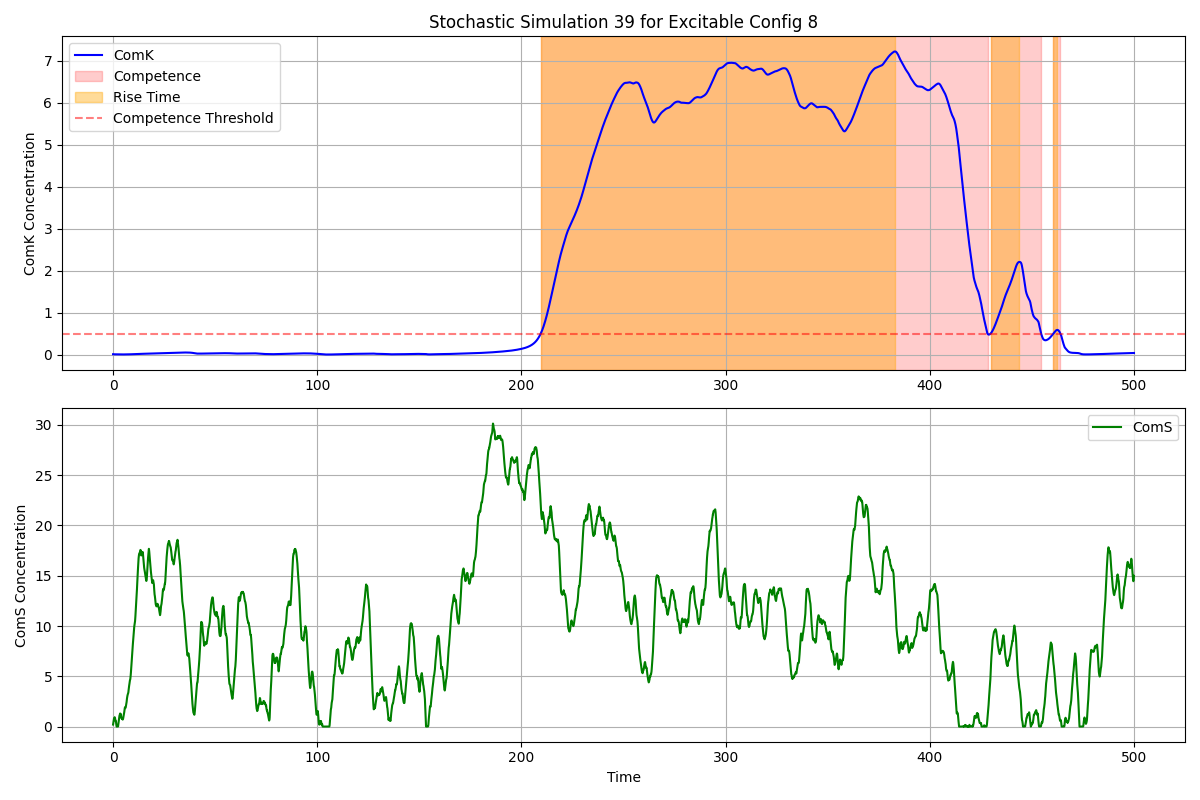 Stochastic Simulation 39 for Excitable Config 8
ComK
Competence
Rise Time
Competence Threshold
ComK Concentration
7
6
5
4
3
2
1
0
0 100 200 300 400 500
ComS
ComS Concentration
30
25
20
15
10
5
0
0 100 200 300 400 500
Time